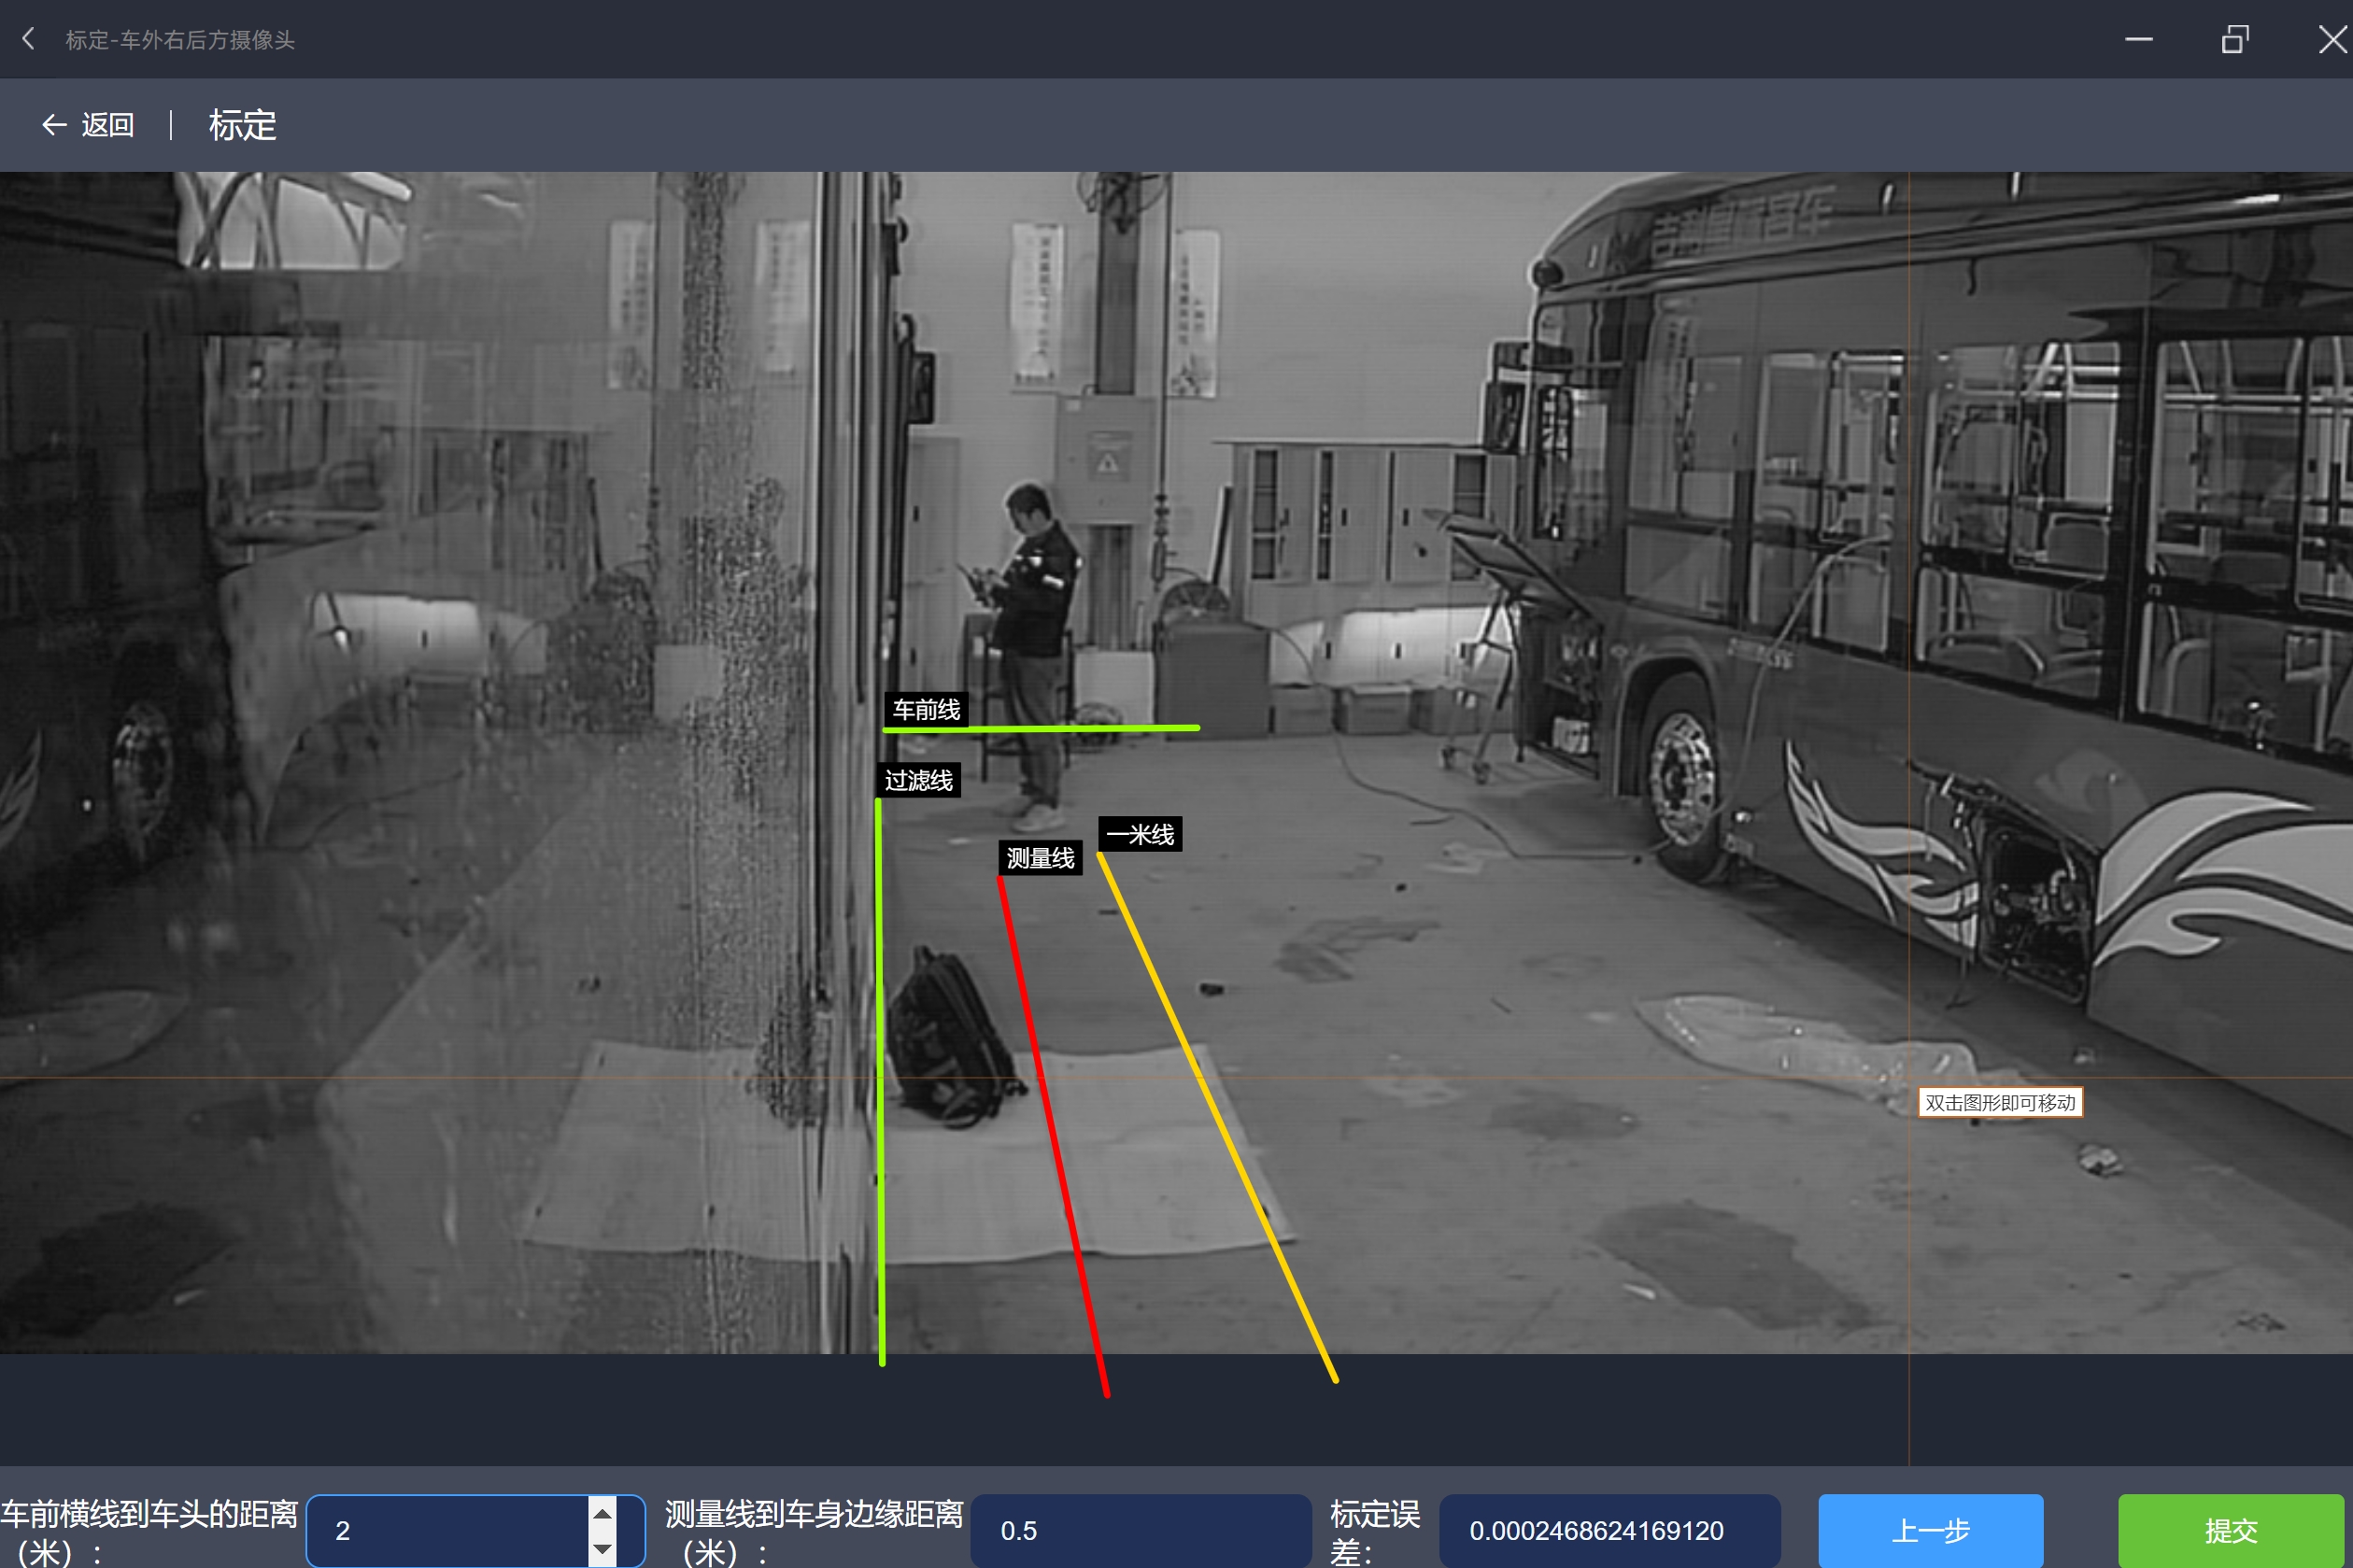 标定-车外右后方摄像头
返回
标定
车前线
过滤线
一米线
测量线
双击图形即可移动
车前横线到车头的距离
（米）：
2
测量线到车身边缘距离
（米）：
0.5
标定误
差：
0.0002468624169120
上一步
提交